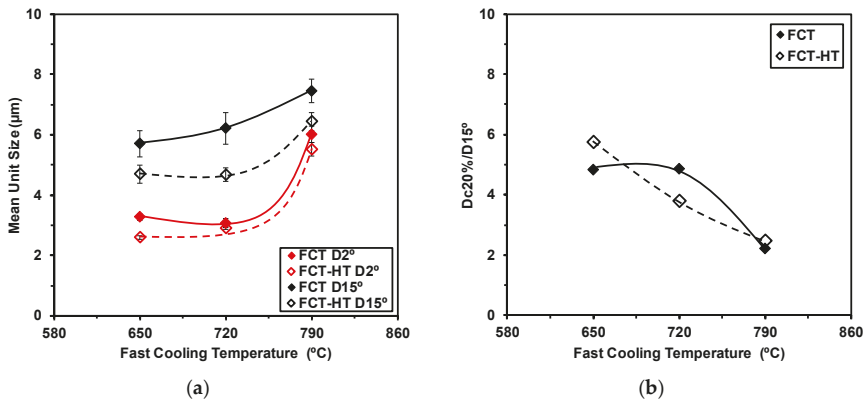 10
8
6
4
2
0
Mean Unit Size (µm)
FCT D2º
FCT-HT D2º
FCT D15º
FCT-HT D15º
580 650 720 790 860
Fast Cooling Temperature (ºC)
(a)
10
8
6
4
2
0
Dc20%/D15º
FCT
FCT-HT
580 650 720 790 860
Fast Cooling Temperature (ºC)
(b)